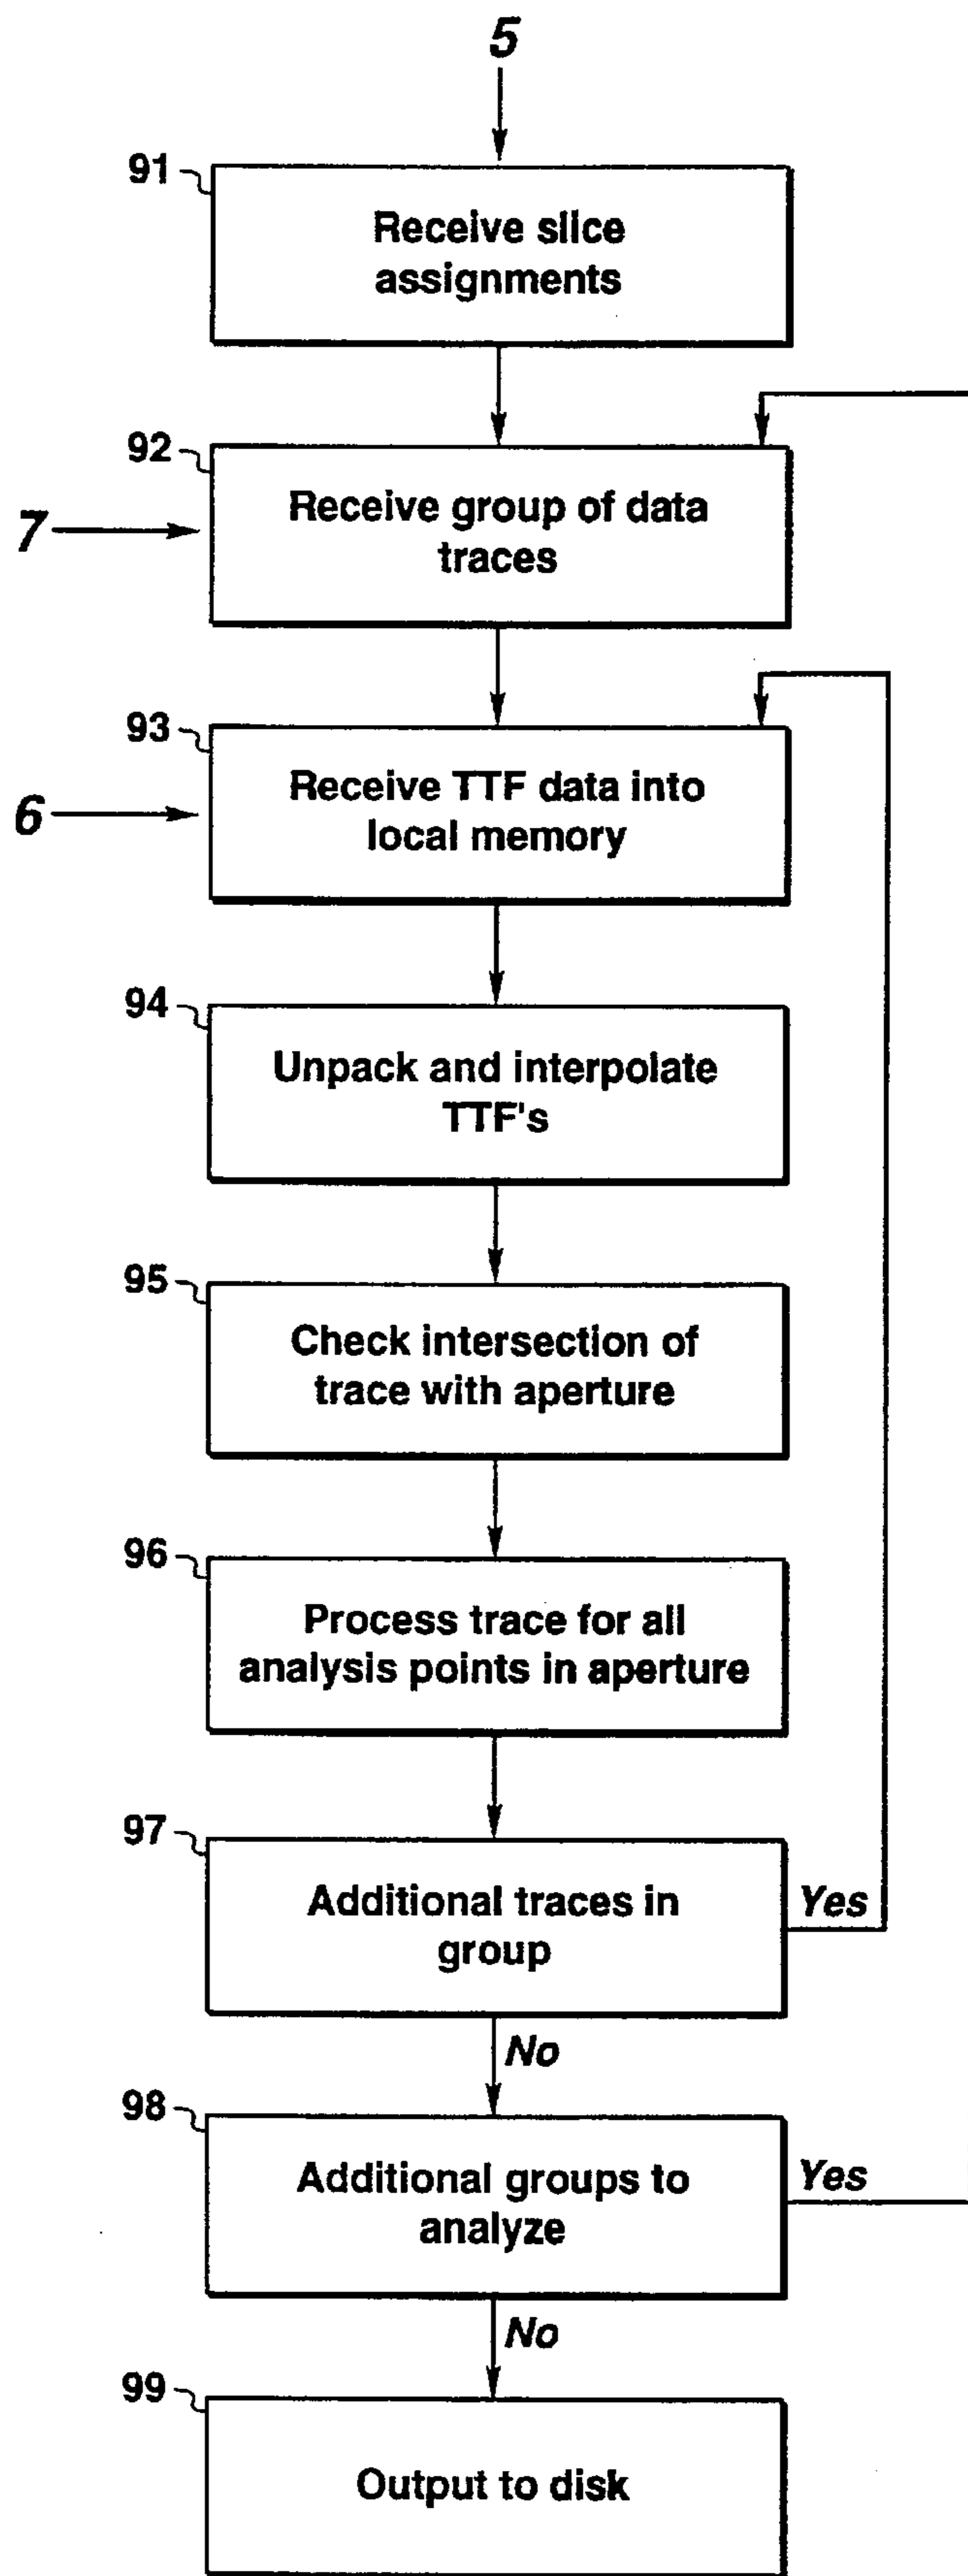 5
91
Receive slice
assignments
92
7
Receive group of data
traces
93
6
Receive TTF data into
local memory
94
Unpack and interpolate
TTF's
95
Check intersection of
trace with aperture
96
Process trace for all
analysis points in aperture
97
Additional traces in
group
Yes
No
98
Additional groups to
analyze
Yes
No
99
Output to disk